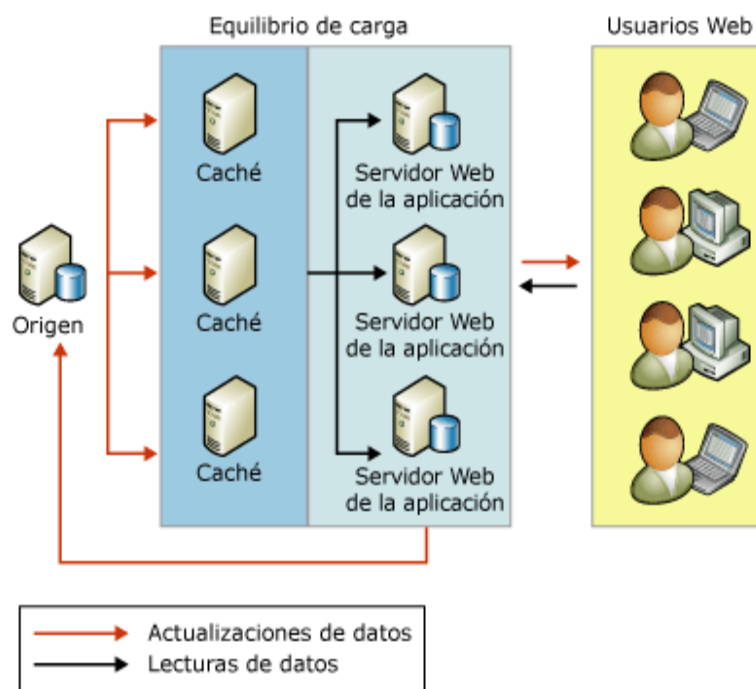 Equilibrio de carga
Usuarios Web
Caché
Servidor Web
de la aplicación
Origen
Caché
Servidor Web
de la aplicación
Caché
Servidor Web
de la aplicación
Actualizaciones de datos
Lecturas de datos